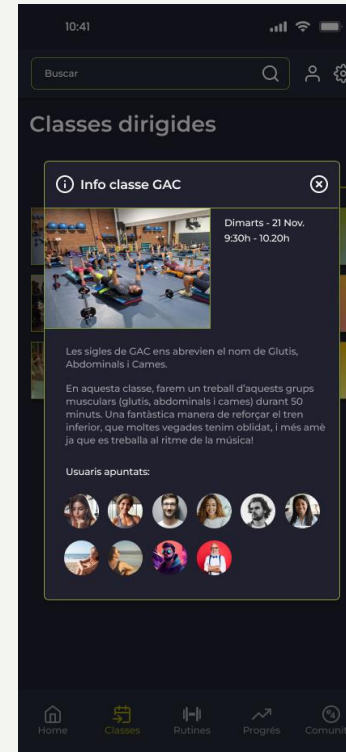 10:41
Buscar
Classes dirigides
Info classe GAC
Dimarts - 21 Nov.
9:30h - 10.20h
Les sigles de GAC ens abrevien el nom de Glutis,
Abdominals i Cames.
En aquesta classe, farem un treball d'aquests grups
musculars (glutis, abdominals i cames) durant 50
minuts. Una fantàstica manera de reforçar el tren
inferior, que moltes vegades tenim oblidat, i més amè
ja que es treballa al ritme de la música!
Usuaris apuntats:
Home Classes Rutines Progrés Comunit